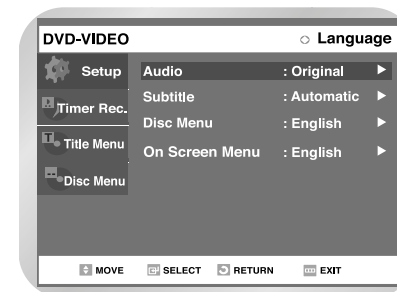 DVD-VIDEO Language
Setup
Timer Rec.
Title Menu
Disc Menu
Audio : Original
Subtitle : Automatic
Disc Menu : English
On Screen Menu : English
MOVE SELECT RETURN EXIT